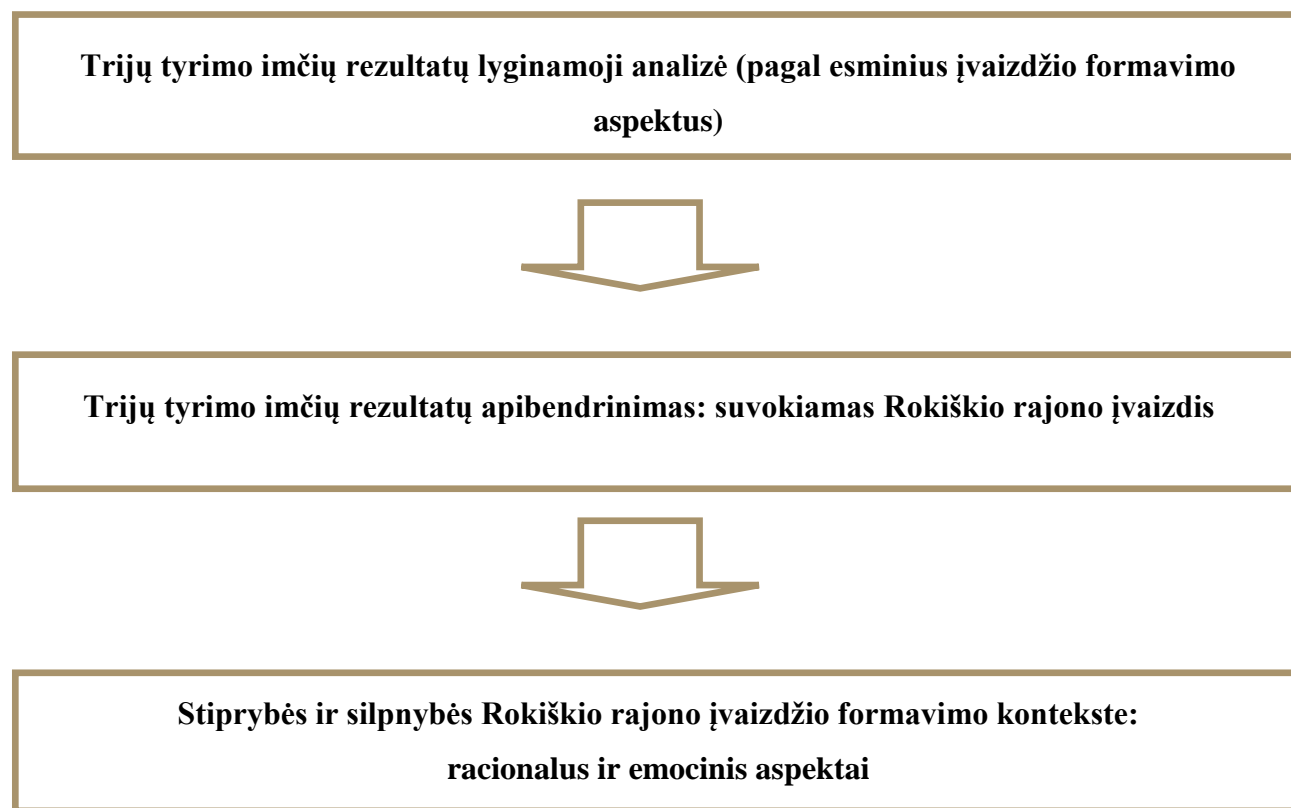 Trijų tyrimo imčių rezultatų lyginamoji analizė (pagal esminius įvaizdžio formavimo
aspektus)
Trijų tyrimo imčių rezultatų apibendrinimas: suvokiamas Rokiškio rajono įvaizdis
Stiprybės ir silpnybės Rokiškio rajono įvaizdžio formavimo kontekste:
racionalus ir emocinis aspektai